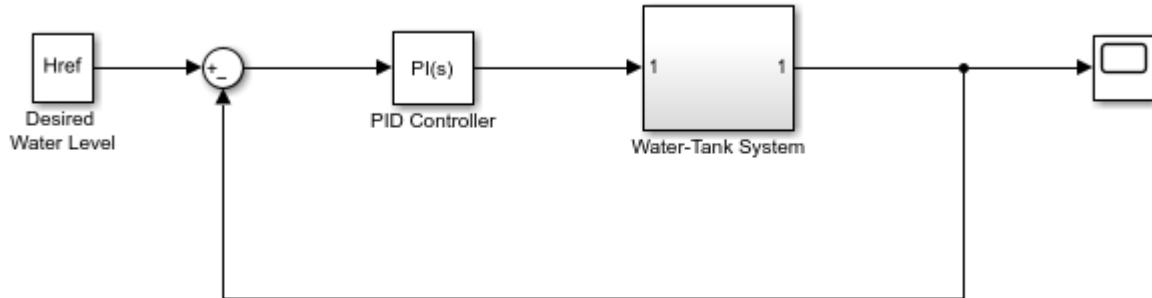 Href
Desired
Water Level
+
−
PI(s)
PID Controller
1
1
Water-Tank System